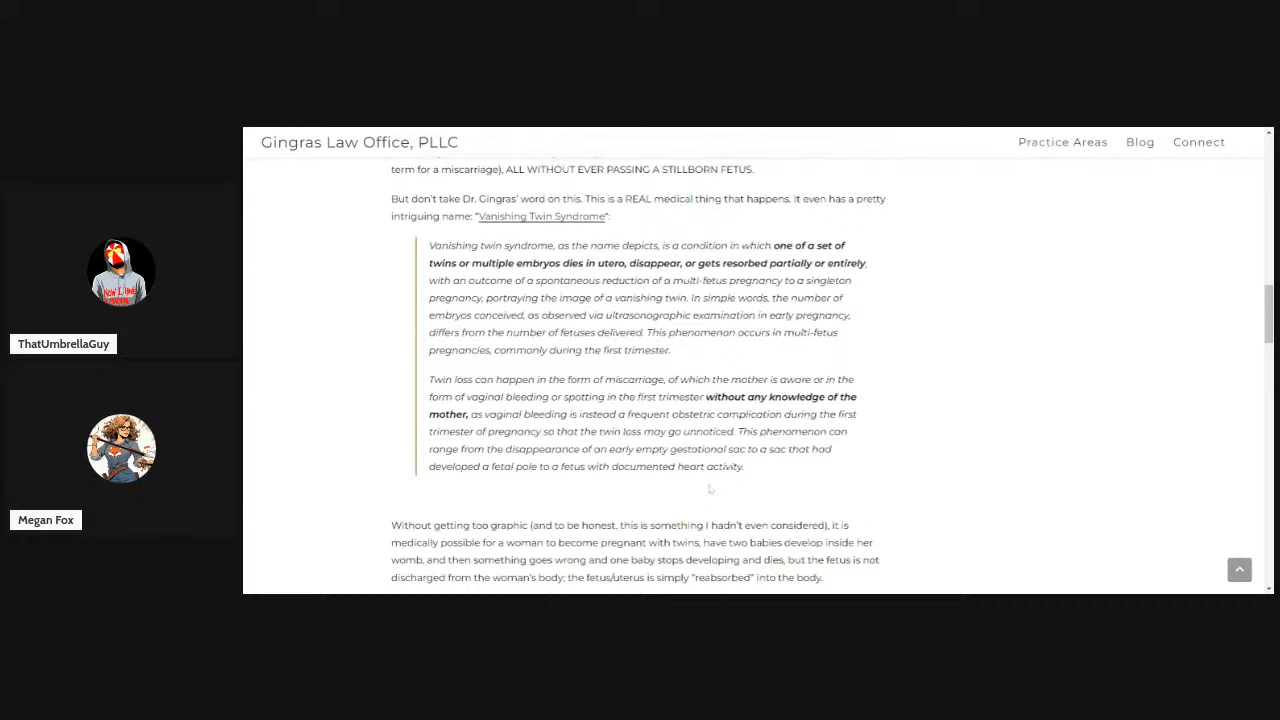 Gingras Law Office, PLLC
Practice Areas Blog Connect
term for a miscarriage), ALL WITHOUT EVER PASSING A STILLBORN FETUS.
But don't take Dr. Gingras' word on this. This is a REAL medical thing that happens. It even has a pretty
intriguing name: "Vanishing Twin Syndrome":
Vanishing twin syndrome, as the name depicts, is a condition in which one of a set of
twins or multiple embryos dies in utero, disappear, or gets resorbed partially or entirely,
with an outcome of a spontaneous reduction of a multi-fetus pregnancy to a singleton
pregnancy, portraying the image of a vanishing twin. In simple words, the number of
embryos conceived, as observed via ultrasonographic examination in early pregnancy,
differs from the number of fetuses delivered. This phenomenon occurs in multi-fetus
pregnancies, commonly during the first trimester.
Twin loss can happen in the form of miscarriage, of which the mother is aware or in the
form of vaginal bleeding or spotting in the first trimester without any knowledge of the
mother, as vaginal bleeding is instead a frequent obstetric complication during the first
trimester of pregnancy so that the twin loss may go unnoticed. This phenomenon can
range from the disappearance of an early empty gestational sac to a sac that had
developed a fetal pole to a fetus with documented heart activity.
Without getting too graphic (and to be honest, this is something I hadn't even considered), it is
medically possible for a woman to become pregnant with twins, have two babies develop inside her
womb, and then something goes wrong and one baby stops developing and dies, but the fetus is not
discharged from the woman's body; the fetus/uterus is simply "reabsorbed" into the body.
NOW I HAVE
ThatUmbrellaGuy
Megan Fox